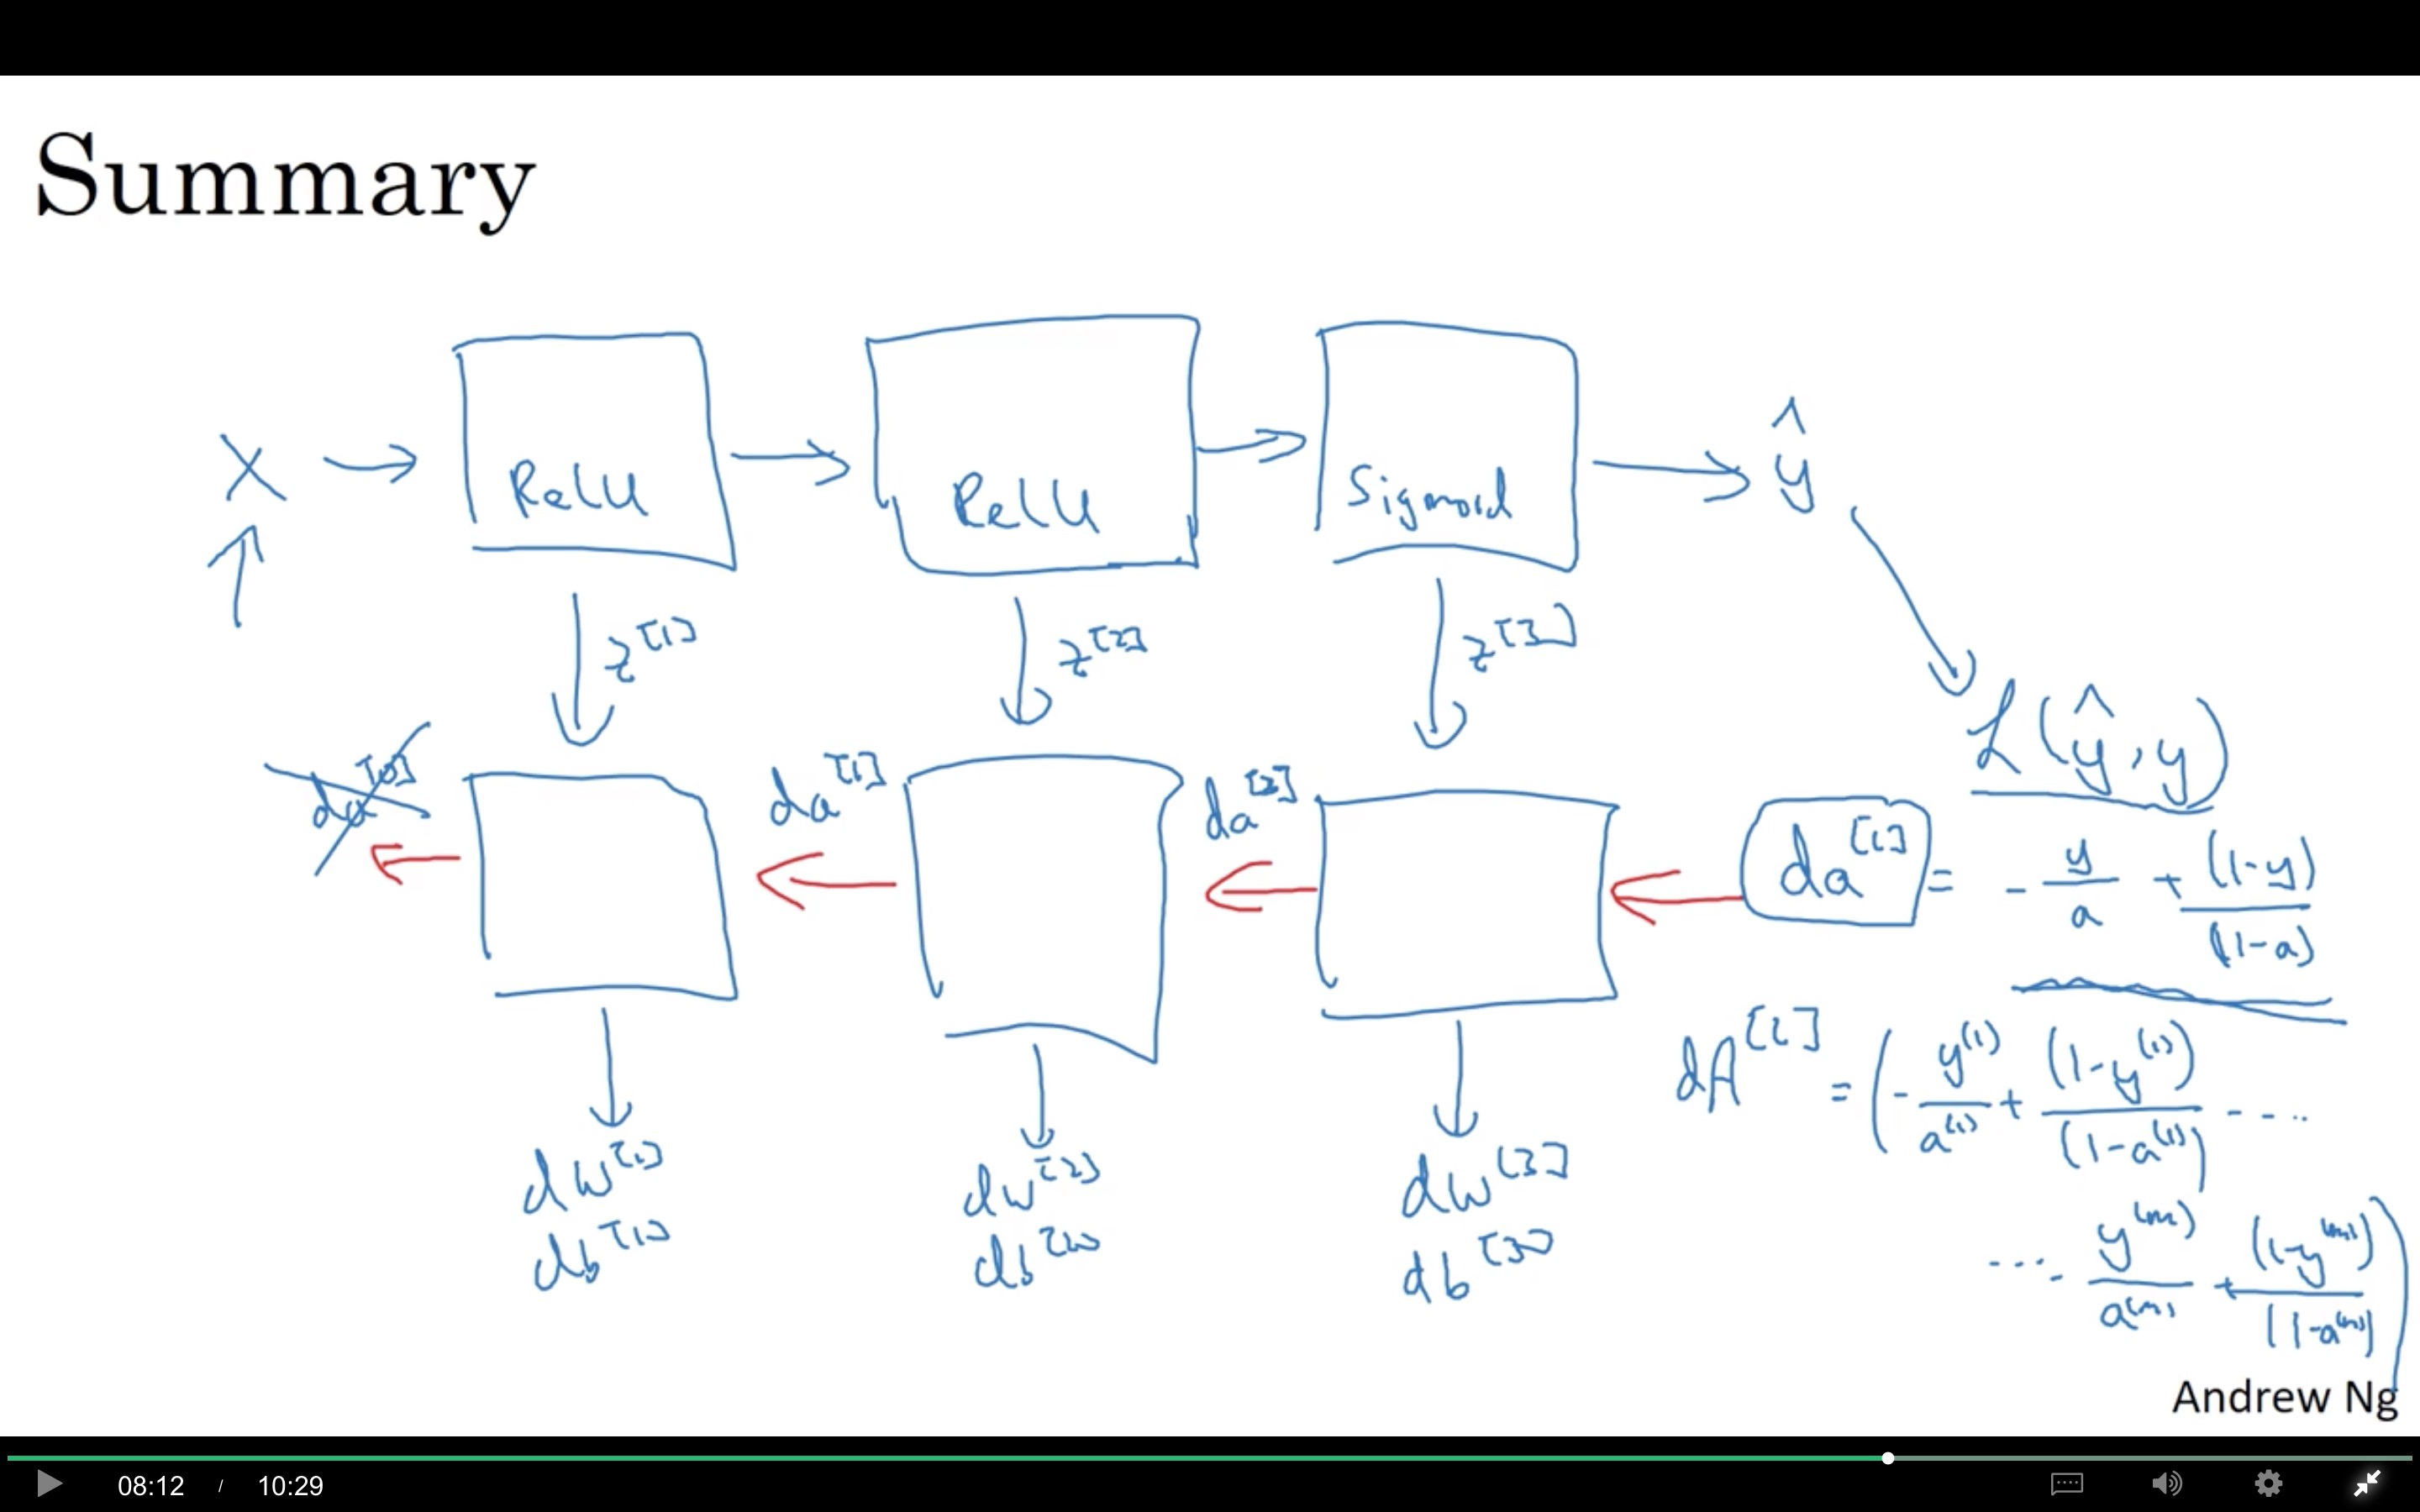 Summary
X → ReLU → ReLU → Sigmoid → ŷ
z^[1] z^[2] z^[3]
L(ŷ, y)
da^[0] da^[1] da^[2] da^[l] = - y/a + (1-y)/(1-a)
dA^[l] = (- y^(1)/a^(1) + (1-y^(1))/(1-a^(1)) ----
dw^[1] dw^[2] dw^[3]
db^[1] db^[2] db^[3]
.... y^(m)/a^(m) + (1-y^(m))/(1-a^(m)))
Andrew Ng
08:12 / 10:29